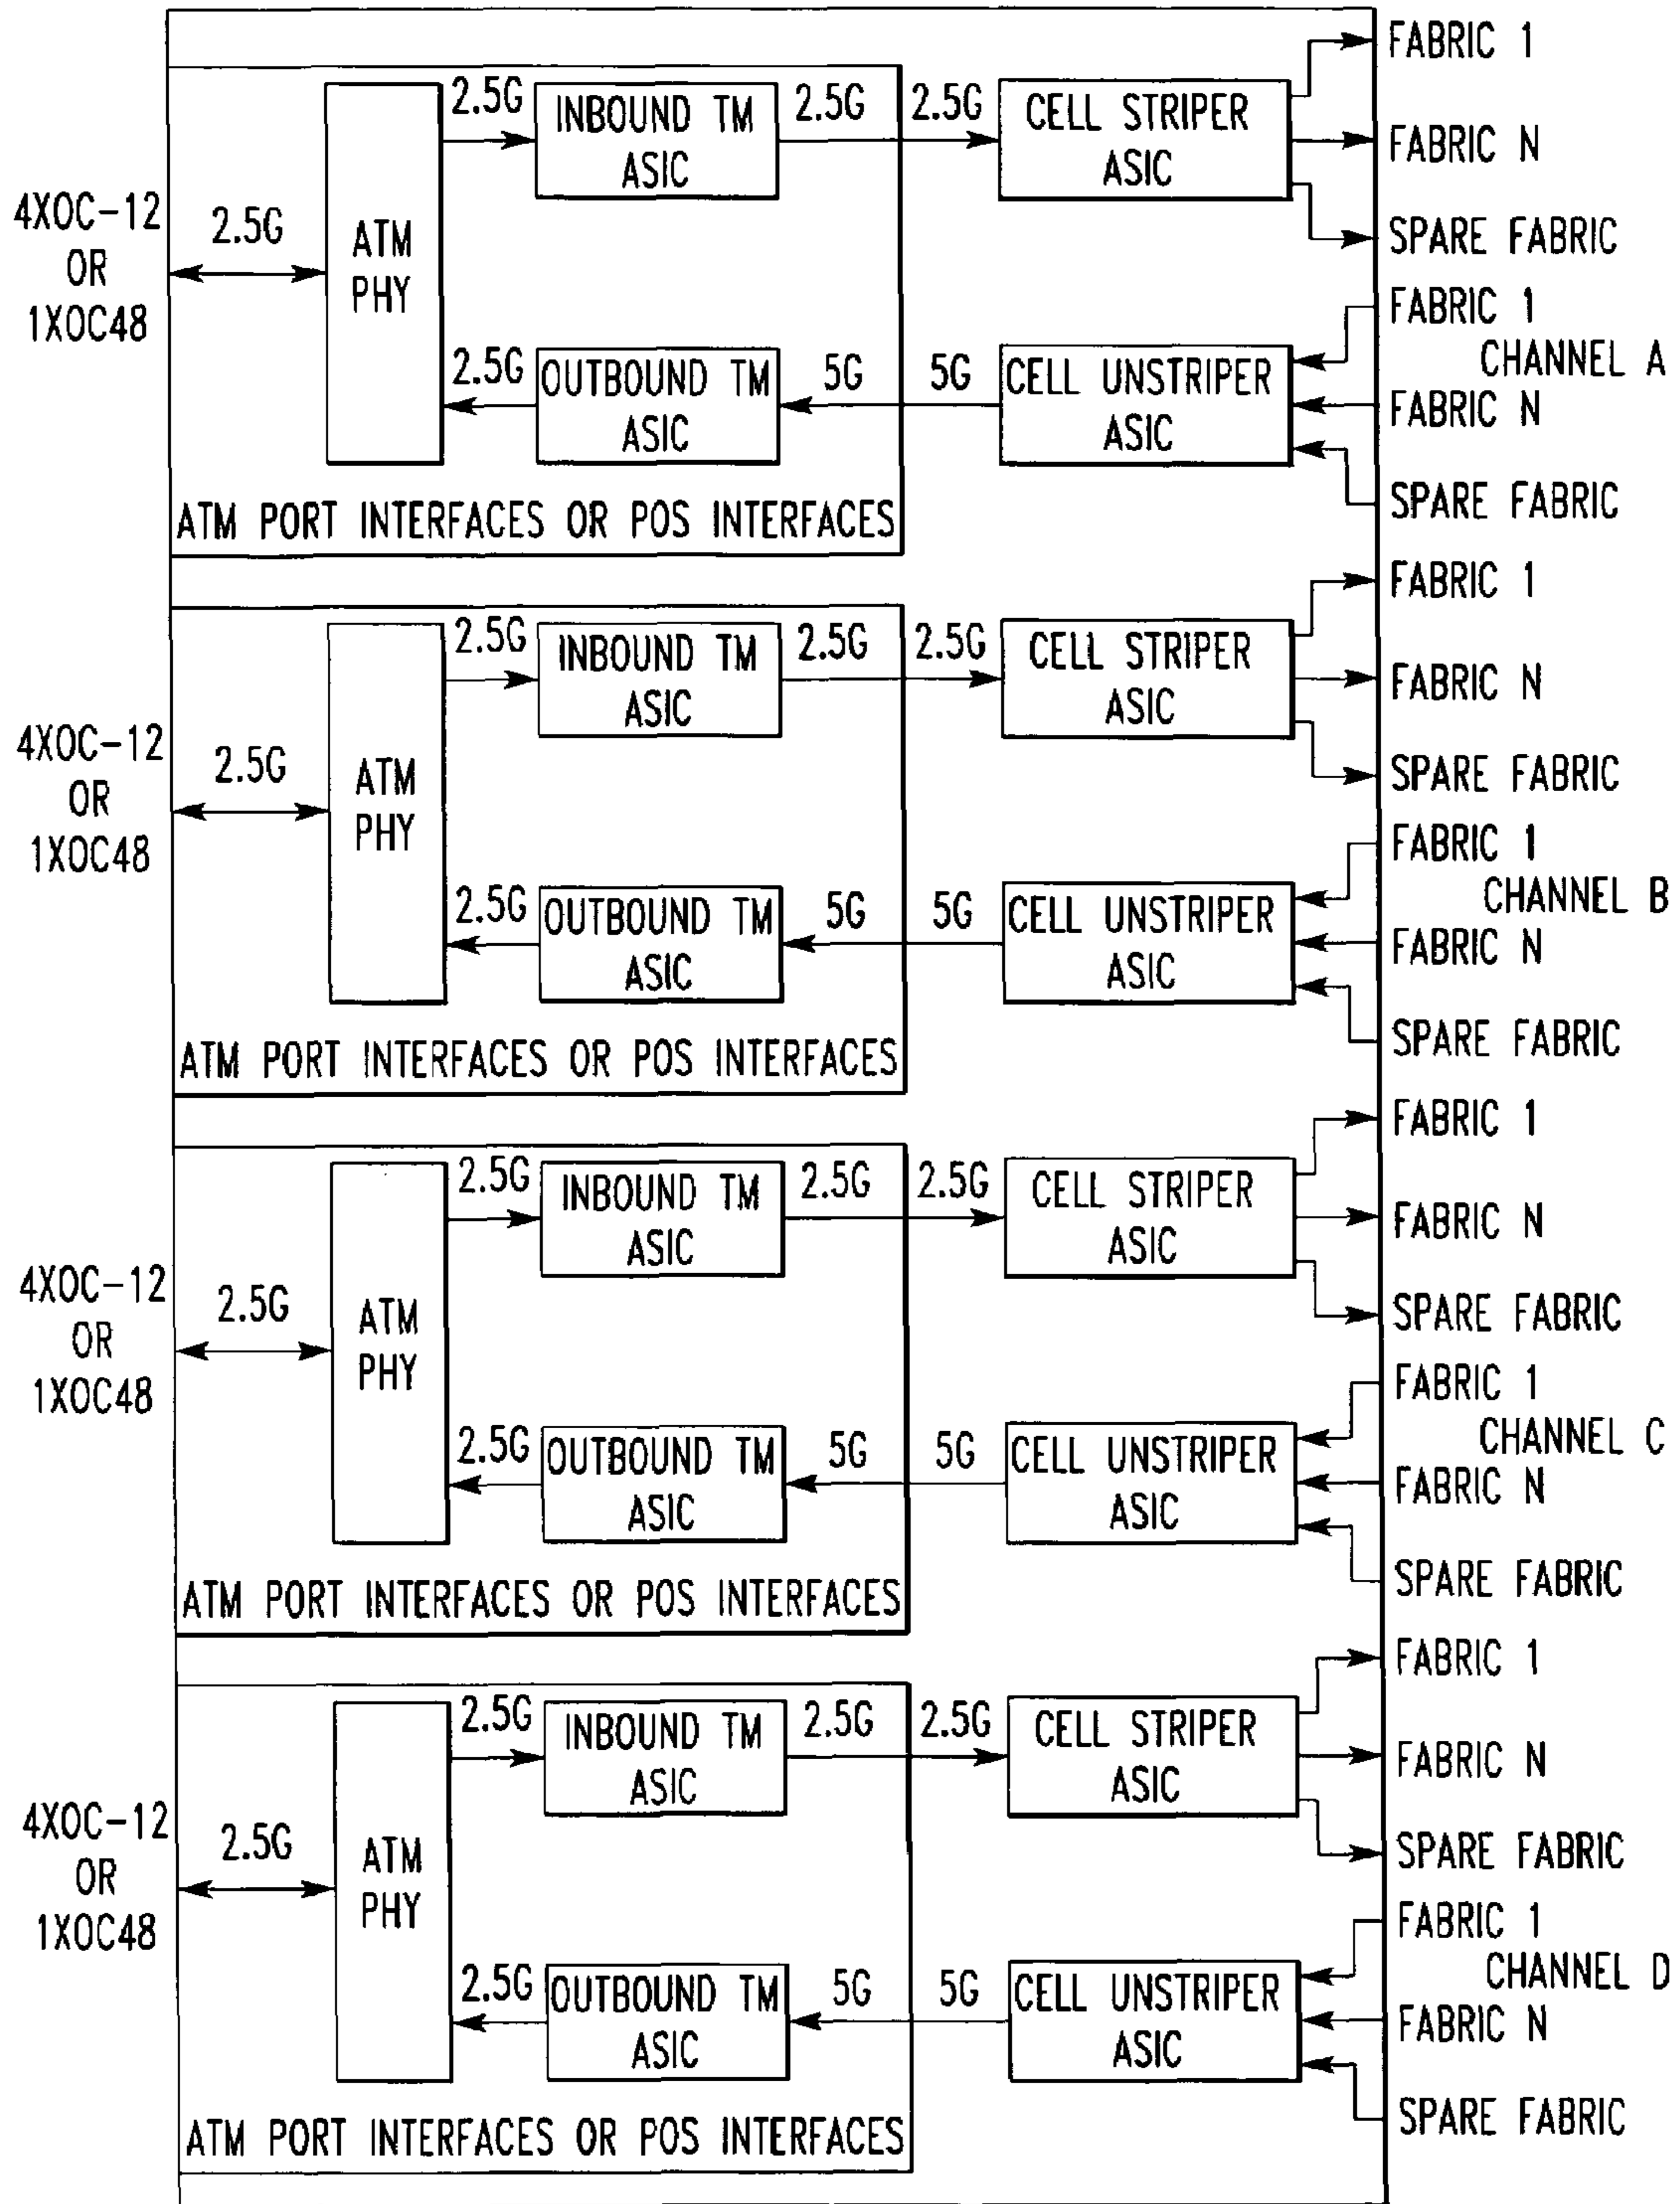 FABRIC 1
2.5G
INBOUND TM
ASIC
2.5G
2.5G
CELL STRIPER
ASIC
FABRIC N
4XOC-12
OR
1XOC48
2.5G
ATM
PHY
SPARE FABRIC
FABRIC 1
CHANNEL A
2.5G
OUTBOUND TM
ASIC
5G
5G
CELL UNSTRIPER
ASIC
FABRIC N
SPARE FABRIC
ATM PORT INTERFACES OR POS INTERFACES
FABRIC 1
2.5G
INBOUND TM
ASIC
2.5G
2.5G
CELL STRIPER
ASIC
FABRIC N
4XOC-12
OR
1XOC48
2.5G
ATM
PHY
SPARE FABRIC
FABRIC 1
CHANNEL B
2.5G
OUTBOUND TM
ASIC
5G
5G
CELL UNSTRIPER
ASIC
FABRIC N
SPARE FABRIC
ATM PORT INTERFACES OR POS INTERFACES
FABRIC 1
2.5G
INBOUND TM
ASIC
2.5G
2.5G
CELL STRIPER
ASIC
FABRIC N
4XOC-12
OR
1XOC48
2.5G
ATM
PHY
SPARE FABRIC
FABRIC 1
CHANNEL C
2.5G
OUTBOUND TM
ASIC
5G
5G
CELL UNSTRIPER
ASIC
FABRIC N
SPARE FABRIC
ATM PORT INTERFACES OR POS INTERFACES
FABRIC 1
2.5G
INBOUND TM
ASIC
2.5G
2.5G
CELL STRIPER
ASIC
FABRIC N
4XOC-12
OR
1XOC48
2.5G
ATM
PHY
SPARE FABRIC
FABRIC 1
CHANNEL D
2.5G
OUTBOUND TM
ASIC
5G
5G
CELL UNSTRIPER
ASIC
FABRIC N
SPARE FABRIC
ATM PORT INTERFACES OR POS INTERFACES